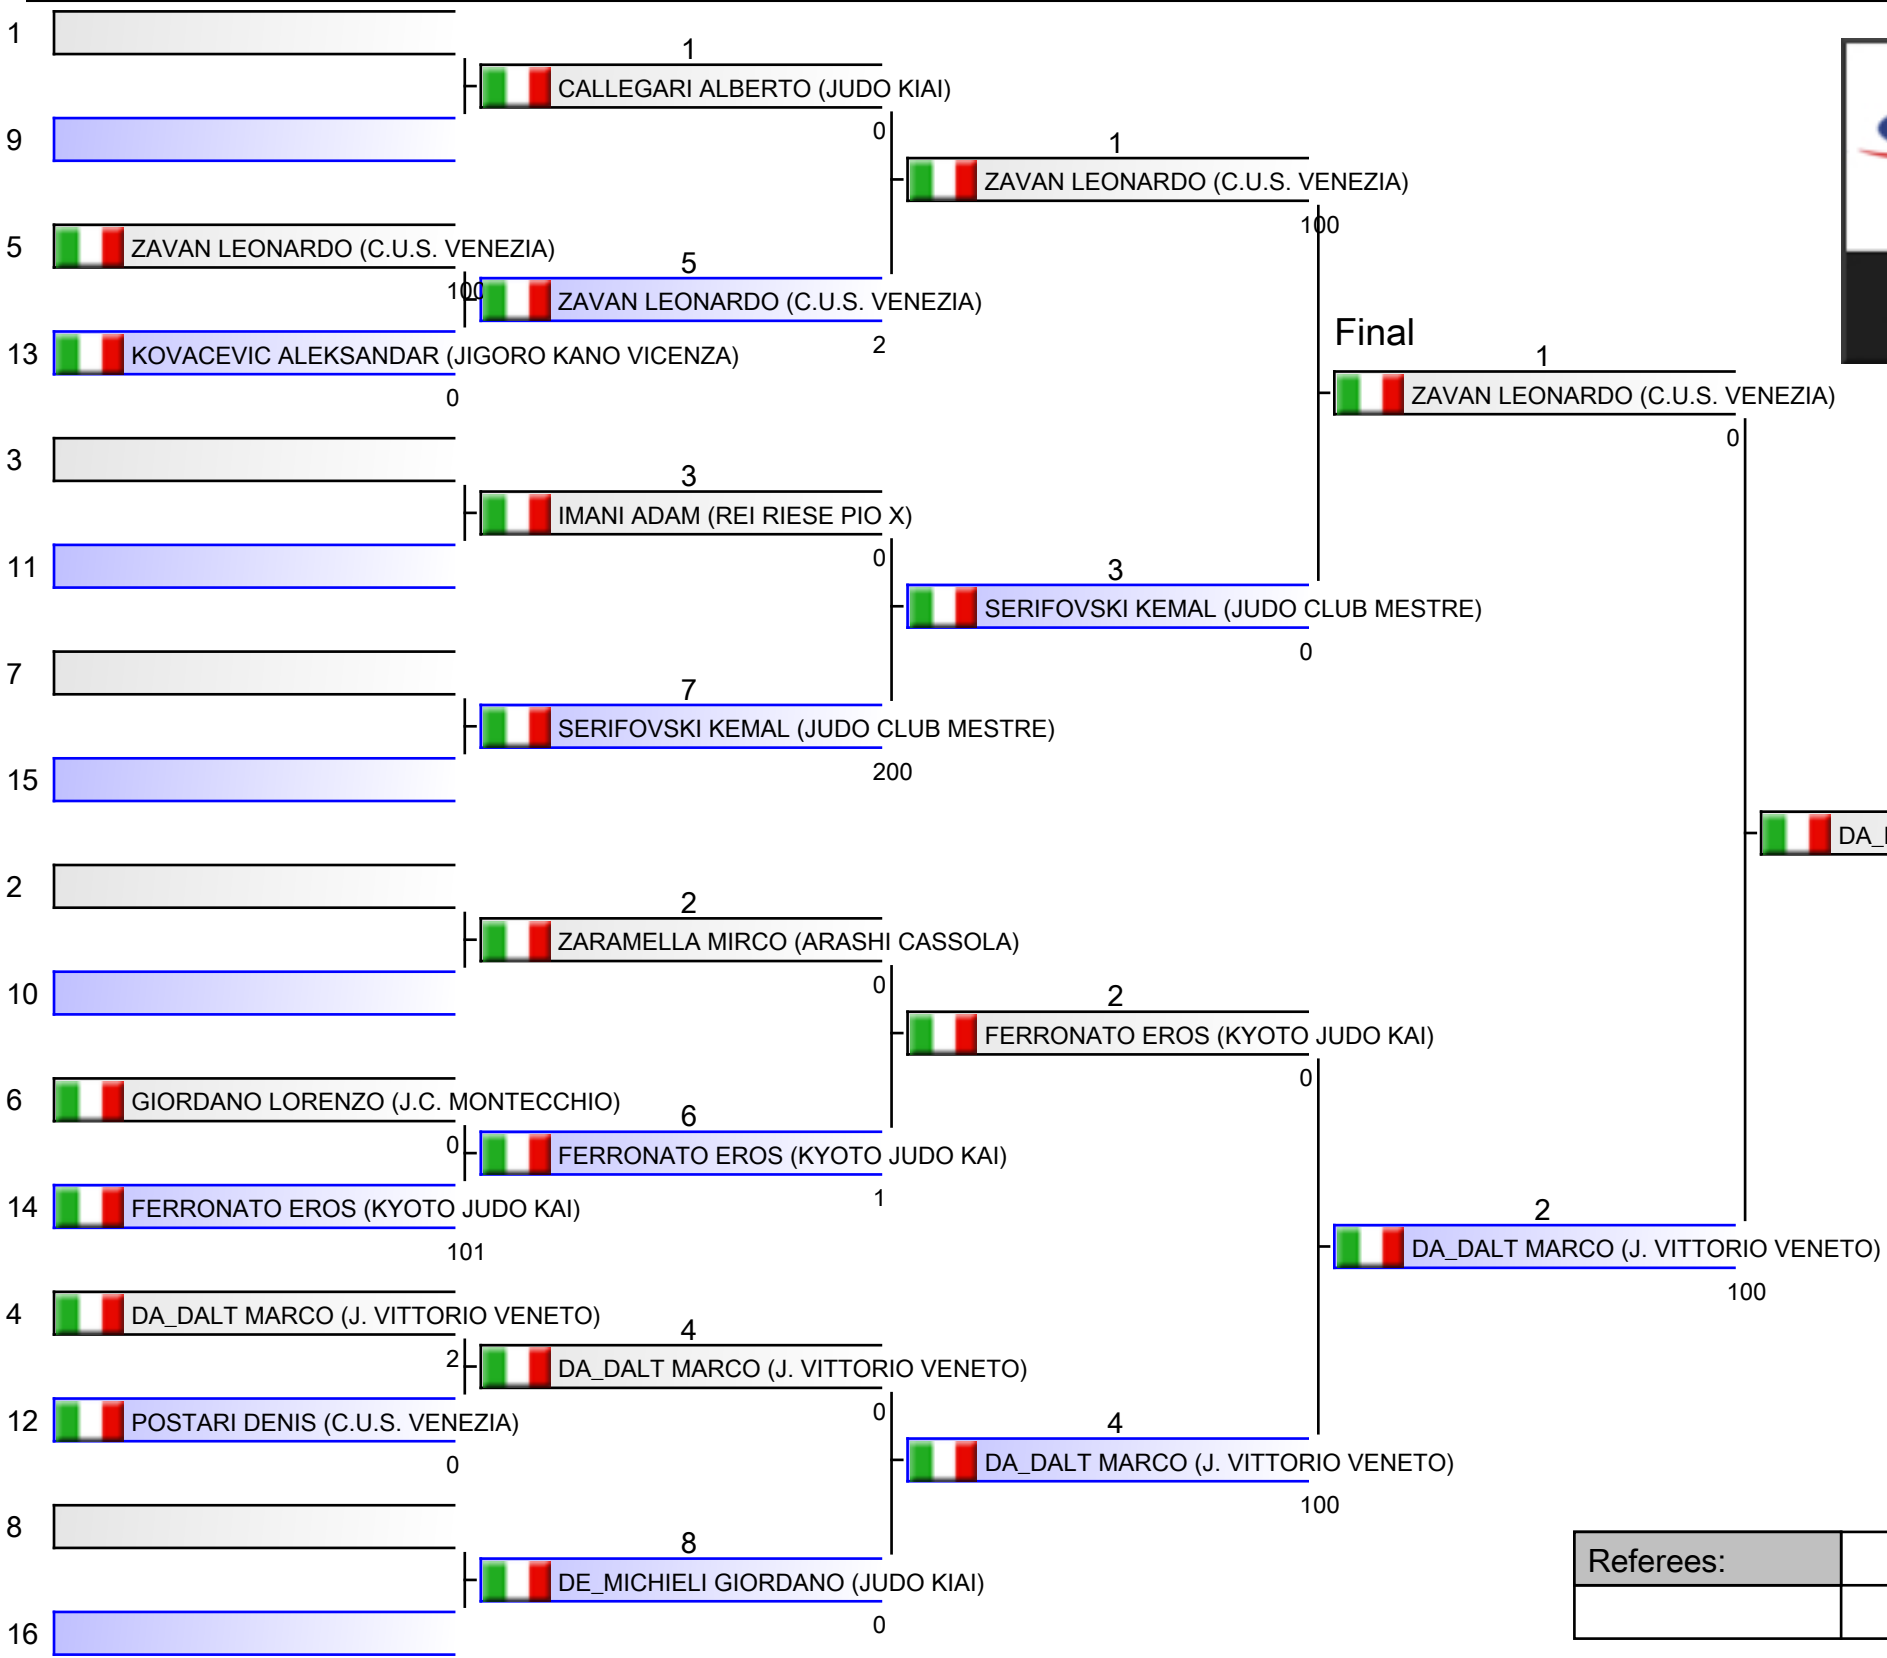 1
1
CALLEGARI ALBERTO (JUDO KIAI)
0
9
1
ZAVAN LEONARDO (C.U.S. VENEZIA)
100
5
ZAVAN LEONARDO (C.U.S. VENEZIA)
100
5
ZAVAN LEONARDO (C.U.S. VENEZIA)
2
13
KOVACEVIC ALEKSANDAR (JIGORO KANO VICENZA)
0
Final
1
ZAVAN LEONARDO (C.U.S. VENEZIA)
0
3
3
IMANI ADAM (REI RIESE PIO X)
0
11
3
SERIFOVSKI KEMAL (JUDO CLUB MESTRE)
0
7
7
SERIFOVSKI KEMAL (JUDO CLUB MESTRE)
200
15
2
2
ZARAMELLA MIRCO (ARASHI CASSOLA)
0
10
2
FERRONATO EROS (KYOTO JUDO KAI)
0
6
GIORDANO LORENZO (J.C. MONTECCHIO)
0
6
FERRONATO EROS (KYOTO JUDO KAI)
1
14
FERRONATO EROS (KYOTO JUDO KAI)
101
2
DA_DALT MARCO (J. VITTORIO VENETO)
100
4
DA_DALT MARCO (J. VITTORIO VENETO)
2
4
DA_DALT MARCO (J. VITTORIO VENETO)
0
12
POSTARI DENIS (C.U.S. VENEZIA)
0
4
DA_DALT MARCO (J. VITTORIO VENETO)
100
8
8
DE_MICHIELI GIORDANO (JUDO KIAI)
0
16
Referees: